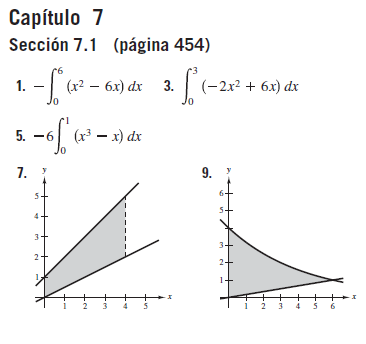 Capítulo 7
Sección 7.1 (página 454)
1. −∫₀⁶ (x² − 6x) dx 3. ∫₀³ (−2x² + 6x) dx
5. −6∫₀¹ (x³ − x) dx
7. 9.
y
5
4
3
2
1
1 2 3 4 5 x
y
6
5
3
2
1
1 2 3 4 5 6 x